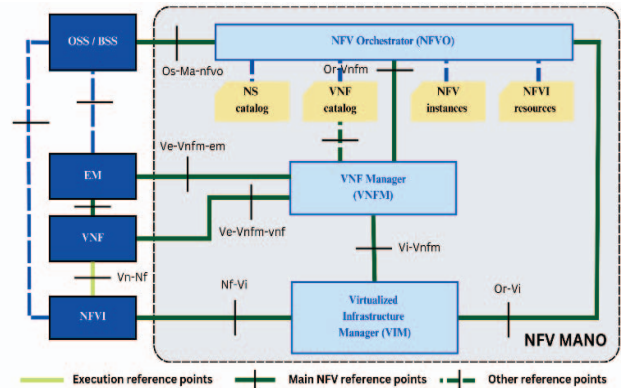 OSS / BSS
NFV Orchestrator (NFVO)
Os-Ma-nfvo
Or-Vnfm
NS
catalog
VNF
catalog
NFV
instances
NFVI
resources
Ve-Vnfm-em
EM
VNF Manager
(VNFM)
VNF
Ve-Vnfm-vnf
Vi-Vnfm
Vn-Nf
Nf-Vi
Or-Vi
NFVI
Virtualized
Infrastructure
Manager (VIM)
NFV MANO
Execution reference points
Main NFV reference points
Other reference points